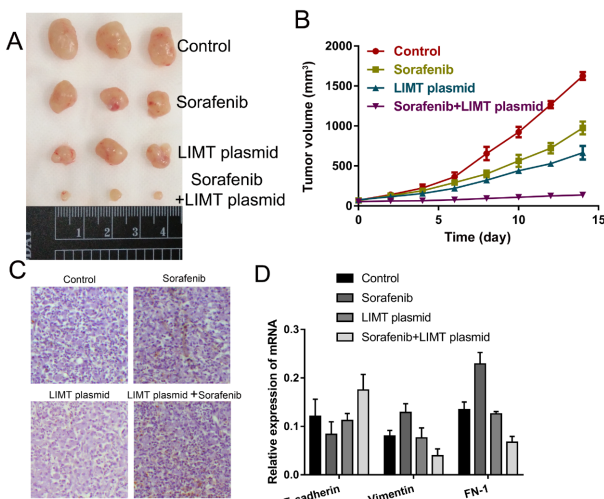 A
Control
Sorafenib
LIMT plasmid
Sorafenib
+LIMT plasmid
1 2 3 4
B
Tumor volume (mm³)
2000
1500
1000
500
0
Control
Sorafenib
LIMT plasmid
Sorafenib+LIMT plasmid
0 5 10 15
Time (day)
C
Control Sorafenib
LIMT plasmid LIMT plasmid +Sorafenib
D
Control
Sorafenib
LIMT plasmid
Sorafenib+LIMT plasmid
Relative expression of mRNA
0.3
0.2
0.1
0.0
Vimentin
FN-1